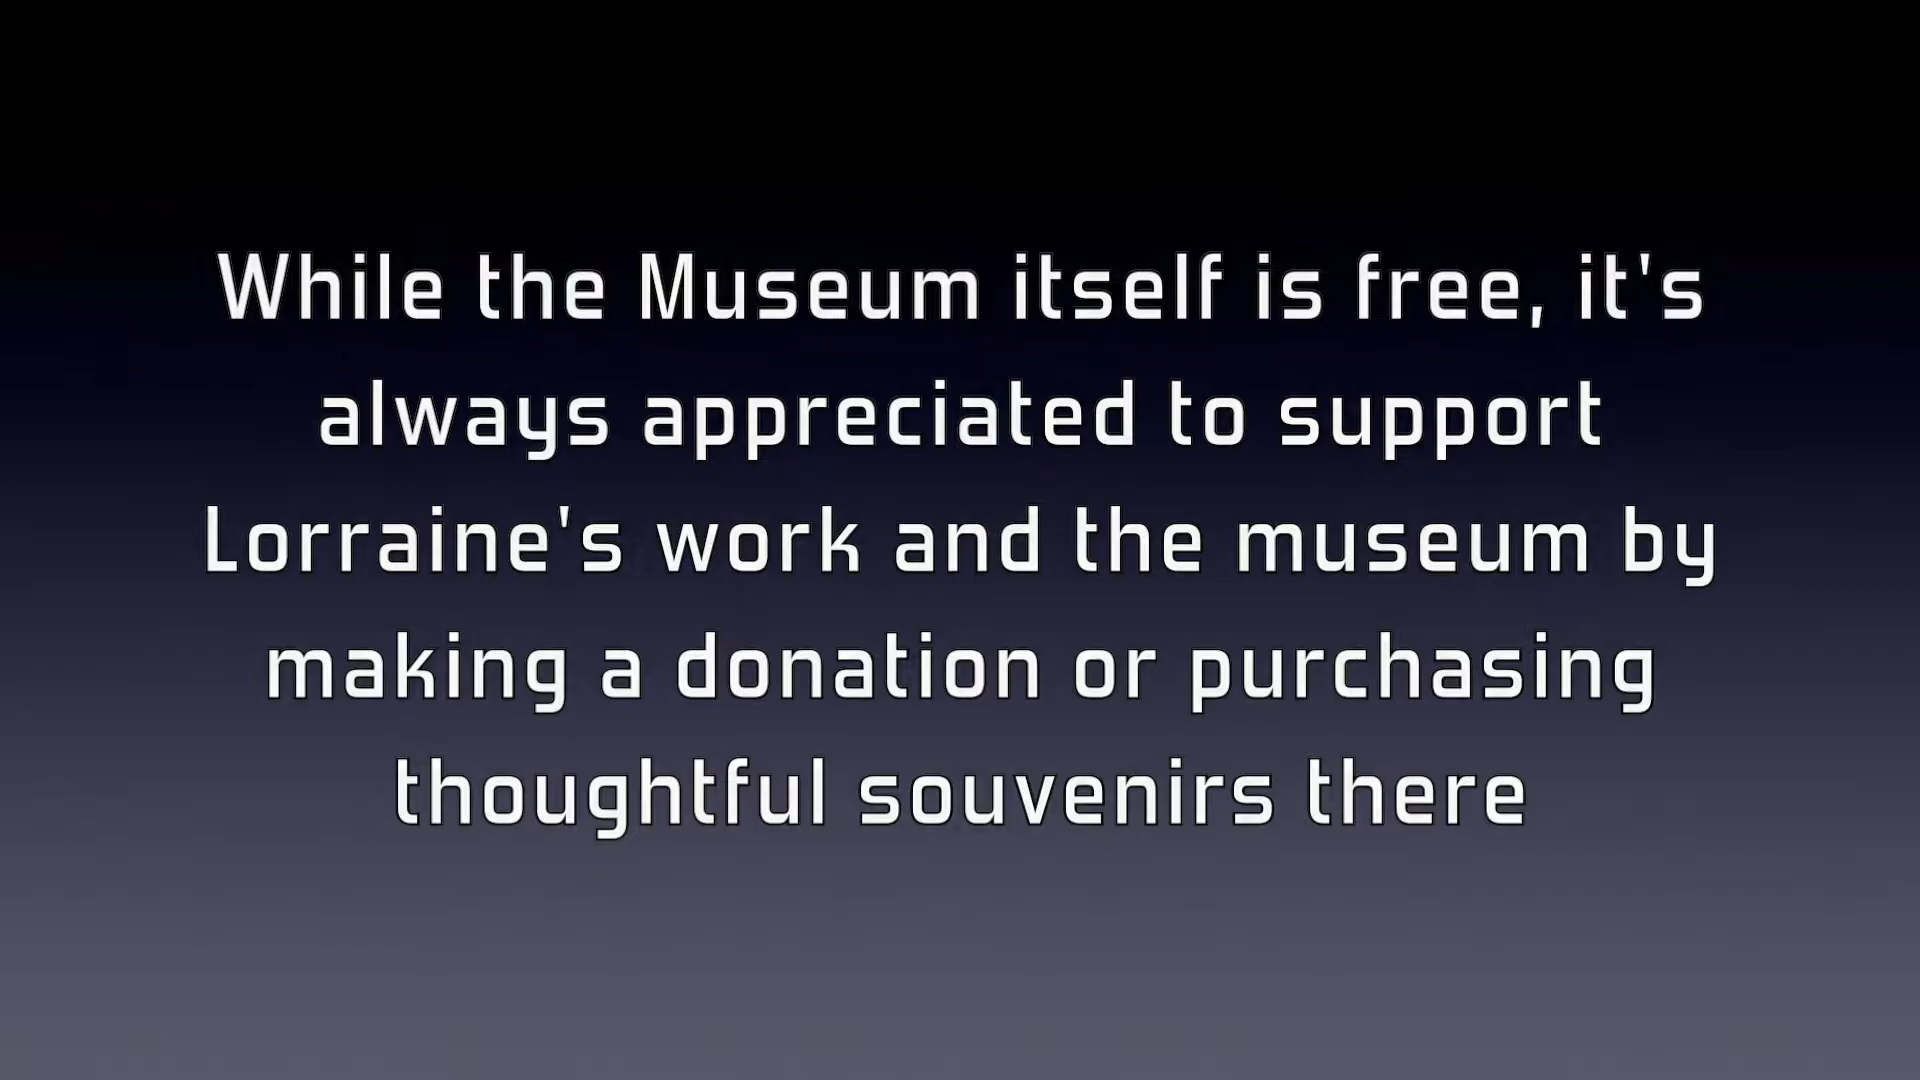 While the Museum itself is free, it's
always appreciated to support
Lorraine's work and the museum by
making a donation or purchasing
thoughtful souvenirs there